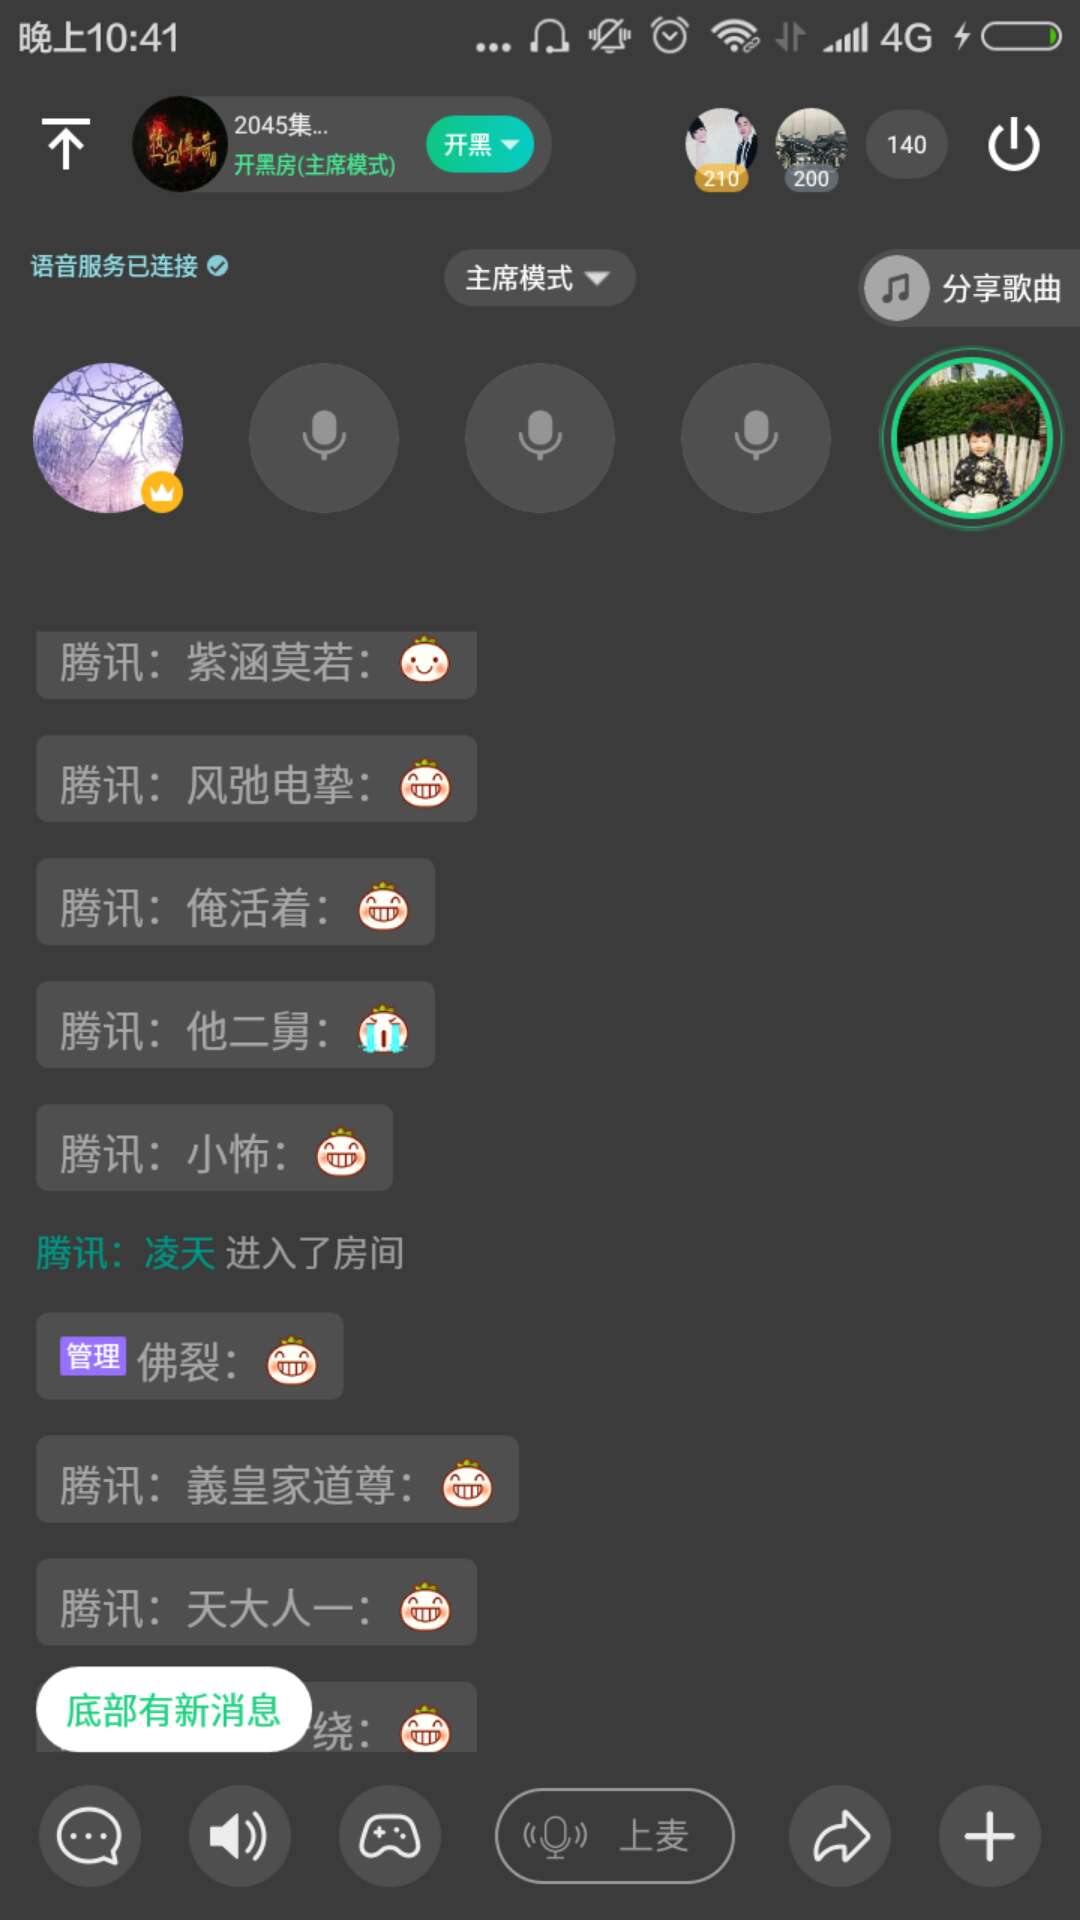 晚上10:41
4G
热血传奇
2045集...
开黑房(主席模式)
开黑
210
200
140
语音服务已连接
主席模式
分享歌曲
腾讯：紫涵莫若：
腾讯：风弛电挚：
腾讯：俺活着：
腾讯：他二舅：
腾讯：小怖：
腾讯：凌天 进入了房间
管理 佛裂：
腾讯：義皇家道尊：
腾讯：天大人一：
绕：
底部有新消息
上麦